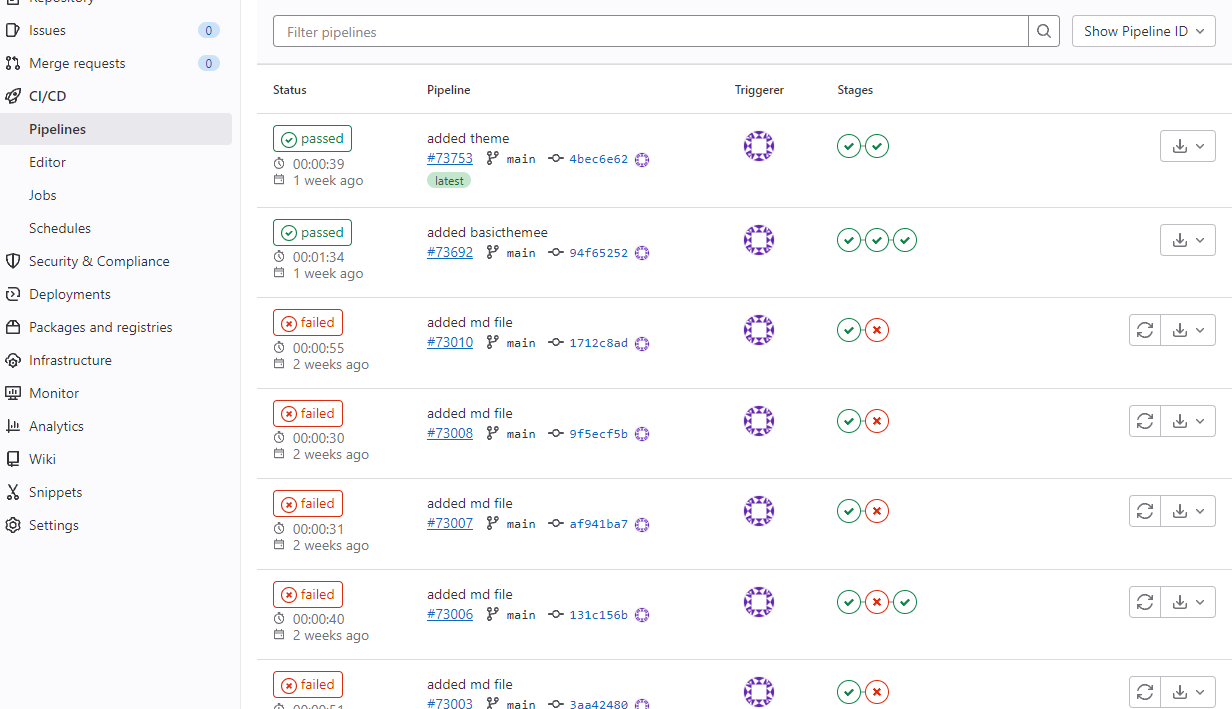 Repository
Issues 0
Merge requests 0
CI/CD
Pipelines
Editor
Jobs
Schedules
Security & Compliance
Deployments
Packages and registries
Infrastructure
Monitor
Analytics
Wiki
Snippets
Settings
Filter pipelines
Show Pipeline ID
Status Pipeline Triggerer Stages
passed
00:00:39
1 week ago
added theme
#73753 main 4bec6e62
latest
passed
00:01:34
1 week ago
added basicthemee
#73692 main 94f65252
failed
00:00:55
2 weeks ago
added md file
#73010 main 1712c8ad
failed
00:00:30
2 weeks ago
added md file
#73008 main 9f5ecf5b
failed
00:00:31
2 weeks ago
added md file
#73007 main af941ba7
failed
00:00:40
2 weeks ago
added md file
#73006 main 131c156b
failed
00:00:51
added md file
#73003 main 3aa42480